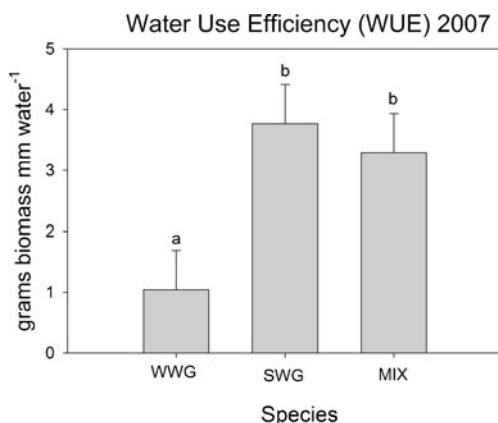 Water Use Efficiency (WUE) 2007
grams biomass mm water⁻¹
5
4
3
2
1
0
a
b
b
WWG
SWG
MIX
Species